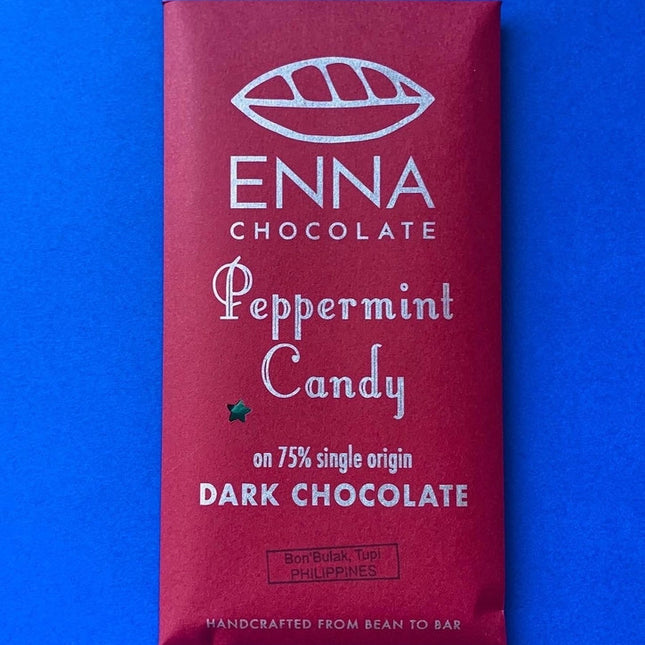 ENNA
CHOCOLATE
Peppermint
Candy
on 75% single origin
DARK CHOCOLATE
Bon'Bulak, Tupi
PHILIPPINES
HANDCRAFTED FROM BEAN TO BAR